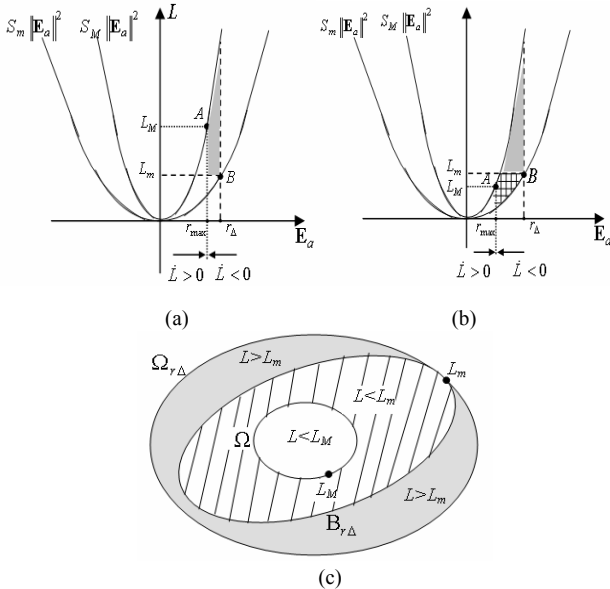 S_m ||E_a||² S_M ||E_a||² L
A
L_M
L_m
B
r_max r_Δ E_a
L̇ > 0 L̇ < 0
(a)
S_m ||E_a||² S_M ||E_a||²
L_m
L_M A B
r_max r_Δ E_a
L̇ > 0 L̇ < 0
(b)
Ω_rΔ L>L_m L_m
L<L_m
Ω L<L_M
L_M L>L_m
B_rΔ
(c)